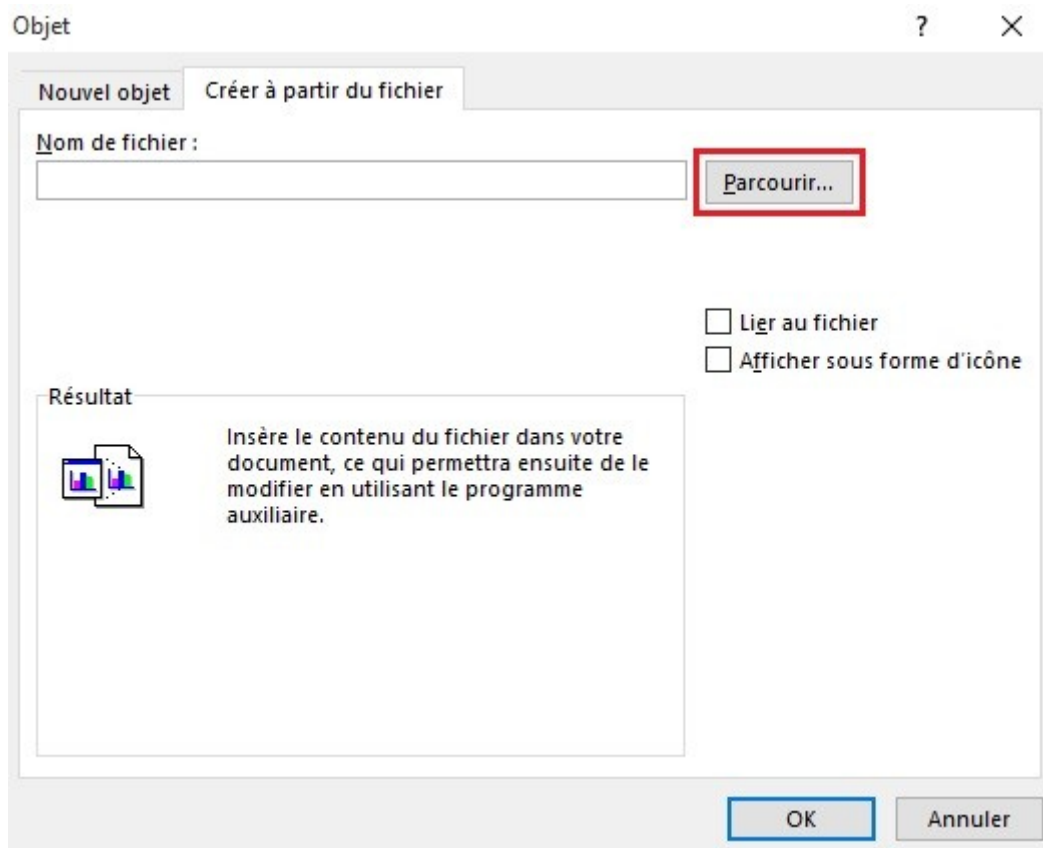 Objet
Nouvel objet
Créer à partir du fichier
Nom de fichier :
Parcourir...
Lier au fichier
Afficher sous forme d'icône
Résultat
Insère le contenu du fichier dans votre
document, ce qui permettra ensuite de le
modifier en utilisant le programme
auxiliaire.
OK
Annuler